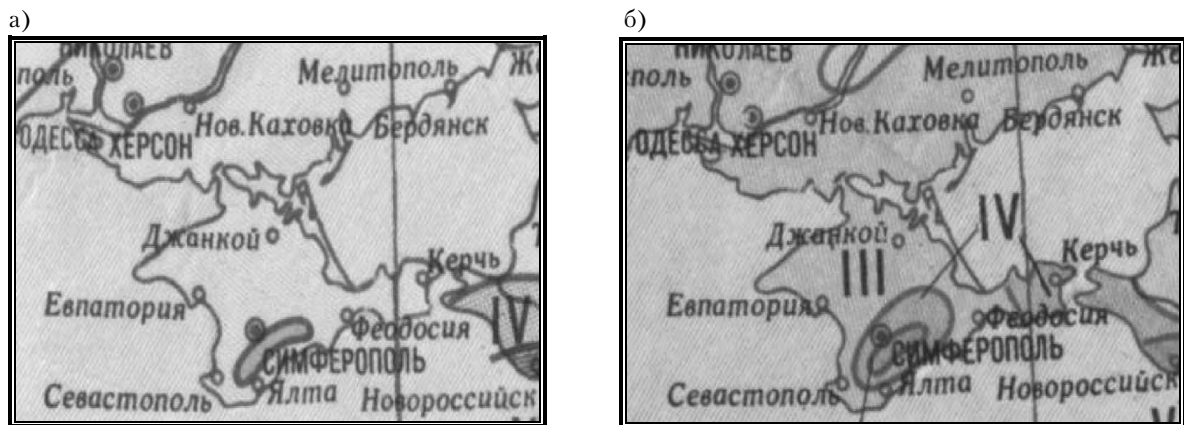 а)
НИКОЛАЕВ
поль
Мелитополь
ОДЕССА
ХЕРСОН
Нов.Каховка
Бердянск
Джанкой
Керчь
Евпатория
Феодосия
IV
СИМФЕРОПОЛЬ
Севастополь
Ялта
Новороссийск
б)
НИКОЛАЕВ
споль
Мелитополь
ОДЕССА
ХЕРСОН
Нов.Каховка
Бердянск
IV
Джанкой
Керчь
III
Евпатория
Феодосия
СИМФЕРОПОЛЬ
Севастополь
Ялта
Новороссийск